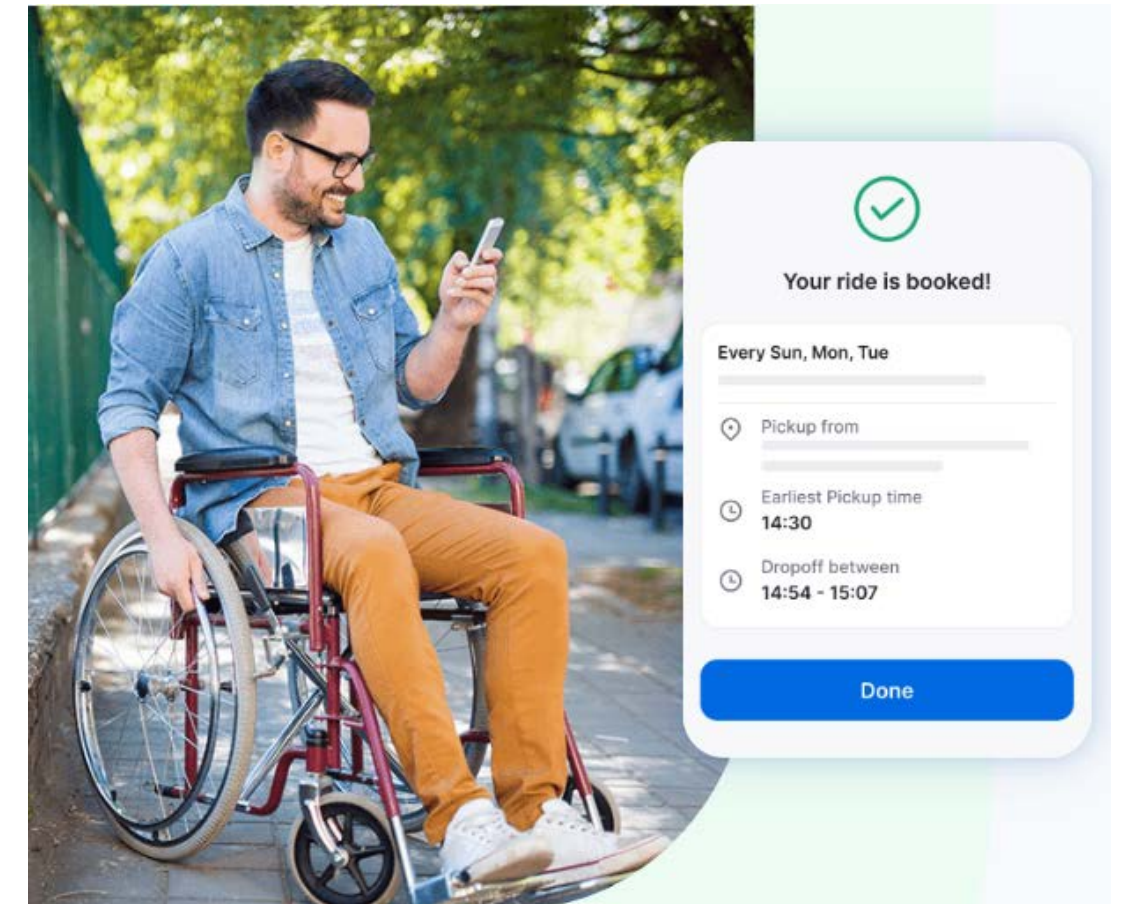 Your ride is booked!
Every Sun, Mon, Tue
Pickup from
Earliest Pickup time
14:30
Dropoff between
14:54 - 15:07
Done